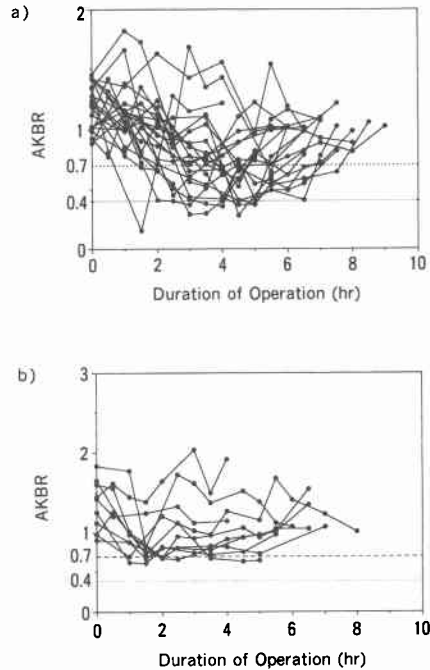 a)
2
1
0.7
0.4
0
AKBR
0 2 4 6 8 10
Duration of Operation (hr)
b)
3
2
1
0.7
0.4
0
AKBR
0 2 4 6 8 10
Duration of Operation (hr)